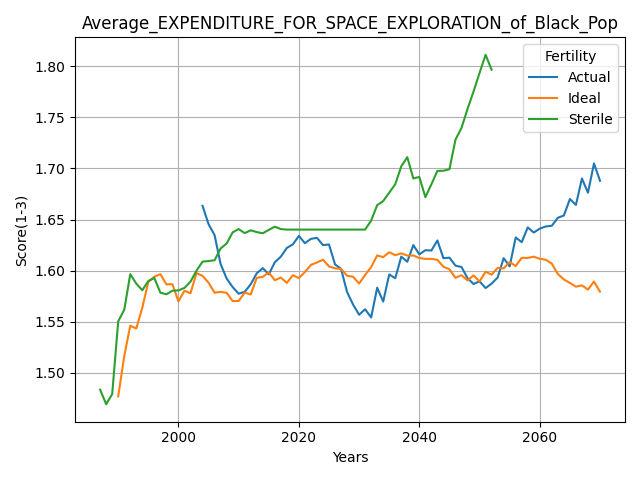 Average_EXPENDITURE_FOR_SPACE_EXPLORATION_of_Black_Pop
Fertility
Actual
Ideal
Sterile
1.80
1.75
1.70
1.65
1.60
1.55
1.50
Score(1-3)
2000
2020
2040
2060
Years